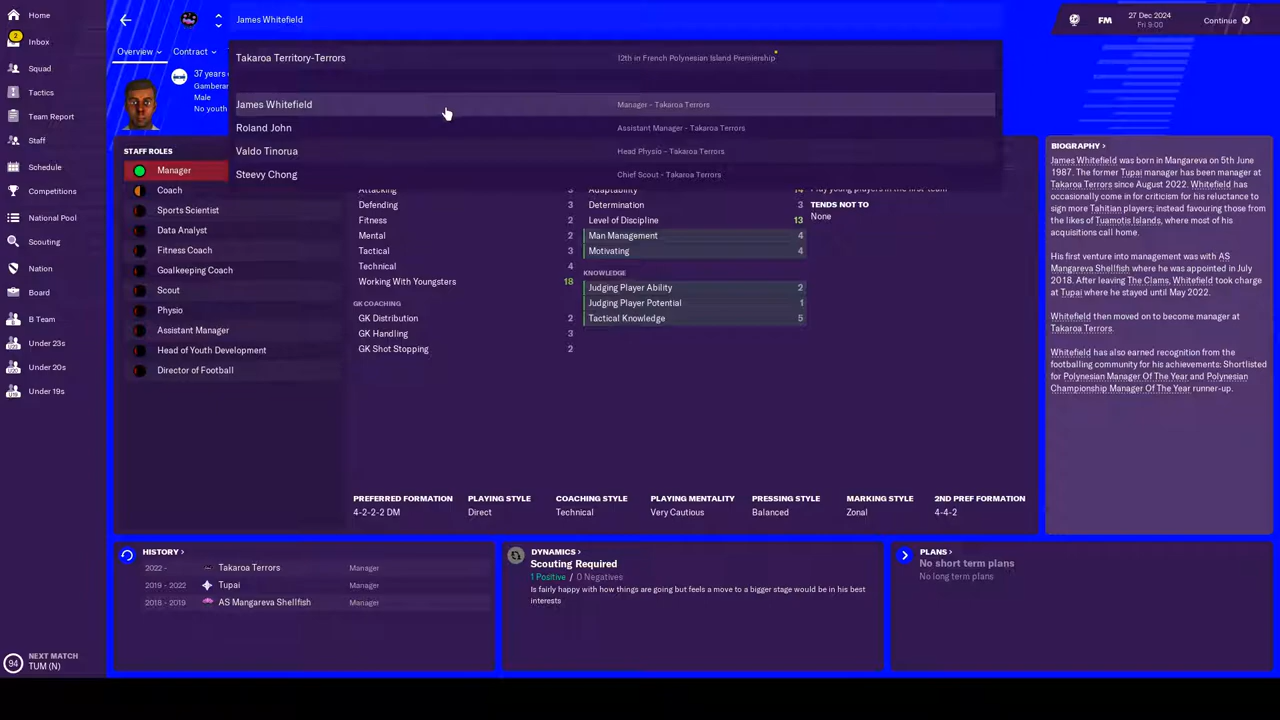 Home
James Whitefield
27 Dec 2024
Fri 9:00
FM
Continue
2
Inbox
Overview
Contract
Takaroa Territory-Terrors
12th in French Polynesian Island Premiership
Squad
37 years
Gambierian
Male
No youth
Tactics
James Whitefield
Manager - Takaroa Terrors
Team Report
Roland John
Assistant Manager - Takaroa Terrors
Staff
Valdo Tinorua
Head Physio - Takaroa Terrors
Schedule
Steevy Chong
Chief Scout - Takaroa Terrors
Competitions
National Pool
Scouting
Nation
Board
B Team
U23
Under 23s
U20
Under 20s
U19
Under 19s
94
NEXT MATCH
TUM (N)
STAFF ROLES
Manager
Coach
Sports Scientist
Data Analyst
Fitness Coach
Goalkeeping Coach
Scout
Physio
Assistant Manager
Head of Youth Development
Director of Football
Attacking 3
Defending 3
Fitness 2
Mental 2
Tactical 3
Technical 4
Working With Youngsters 18
GK COACHING
GK Distribution 2
GK Handling 3
GK Shot Stopping 2
Adaptability 14
Determination 3
Level of Discipline 13
Man Management 4
Motivating 4
KNOWLEDGE
Judging Player Ability 2
Judging Player Potential 1
Tactical Knowledge 5
Play young players in the first team
TENDS NOT TO
None
PREFERRED FORMATION
4-2-2-2 DM
PLAYING STYLE
Direct
COACHING STYLE
Technical
PLAYING MENTALITY
Very Cautious
PRESSING STYLE
Balanced
MARKING STYLE
Zonal
2ND PREF FORMATION
4-4-2
BIOGRAPHY >
James Whitefield was born in Mangareva on 5th June
1987. The former Tupai manager has been manager at
Takaroa Terrors since August 2022. Whitefield has
occasionally come in for criticism for his reluctance to
sign more Tahitian players; instead favouring those from
the likes of Tuamotis Islands, where most of his
acquisitions call home.
His first venture into management was with AS
Mangareva Shellfish where he was appointed in July
2018. After leaving The Clams, Whitefield took charge
at Tupai where he stayed until May 2022.
Whitefield then moved on to become manager at
Takaroa Terrors.
Whitefield has also earned recognition from the
footballing community for his achievements: Shortlisted
for Polynesian Manager Of The Year and Polynesian
Championship Manager Of The Year runner-up.
HISTORY >
2022 - Takaroa Terrors Manager
2019 - 2022 Tupai Manager
2018 - 2019 AS Mangareva Shellfish Manager
DYNAMICS >
Scouting Required
1 Positive / 0 Negatives
Is fairly happy with how things are going but feels a move to a bigger stage would be in his best
interests
PLANS >
No short term plans
No long term plans